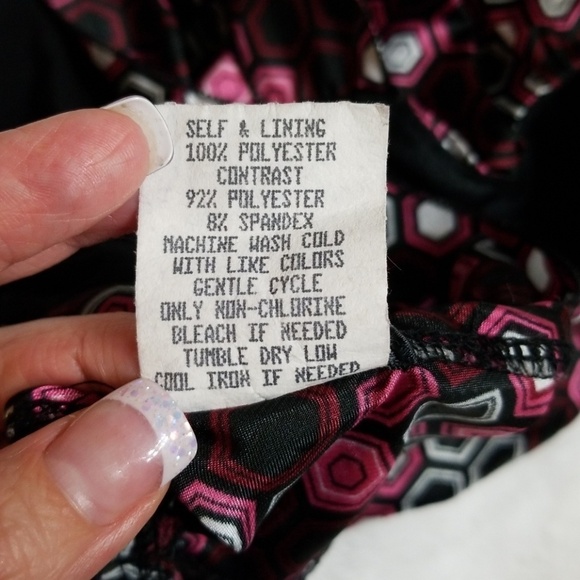 SELF & LINING
100% POLYESTER
CONTRAST
92% POLYESTER
8% SPANDEX
MACHINE WASH COLD
WITH LIKE COLORS
GENTLE CYCLE
ONLY NON-CHLORINE
BLEACH IF NEEDED
TUMBLE DRY LOW
COOL IRON IF NEEDED